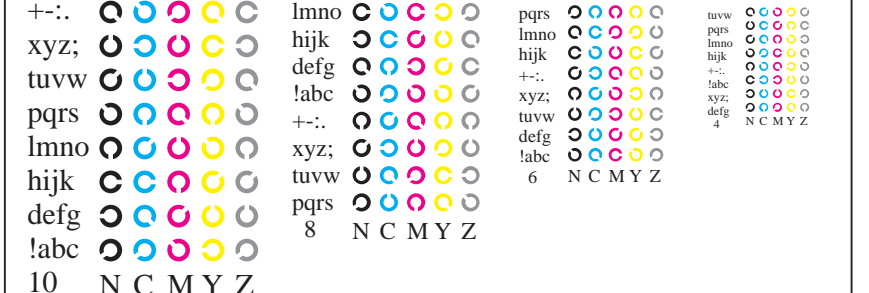 +-:.
xyz;
tuvw
pqrs
lmno
hijk
defg
!abc
10 N C M Y Z
lmno
hijk
defg
!abc
+-:.
xyz;
tuvw
pqrs
8 N C M Y Z
pqrs
lmno
hijk
+-:.
xyz;
tuvw
defg
!abc
6 N C M Y Z
tuvw
pqrs
lmno
hijk
+-:.
!abc
xyz;
defg
4 N C M Y Z